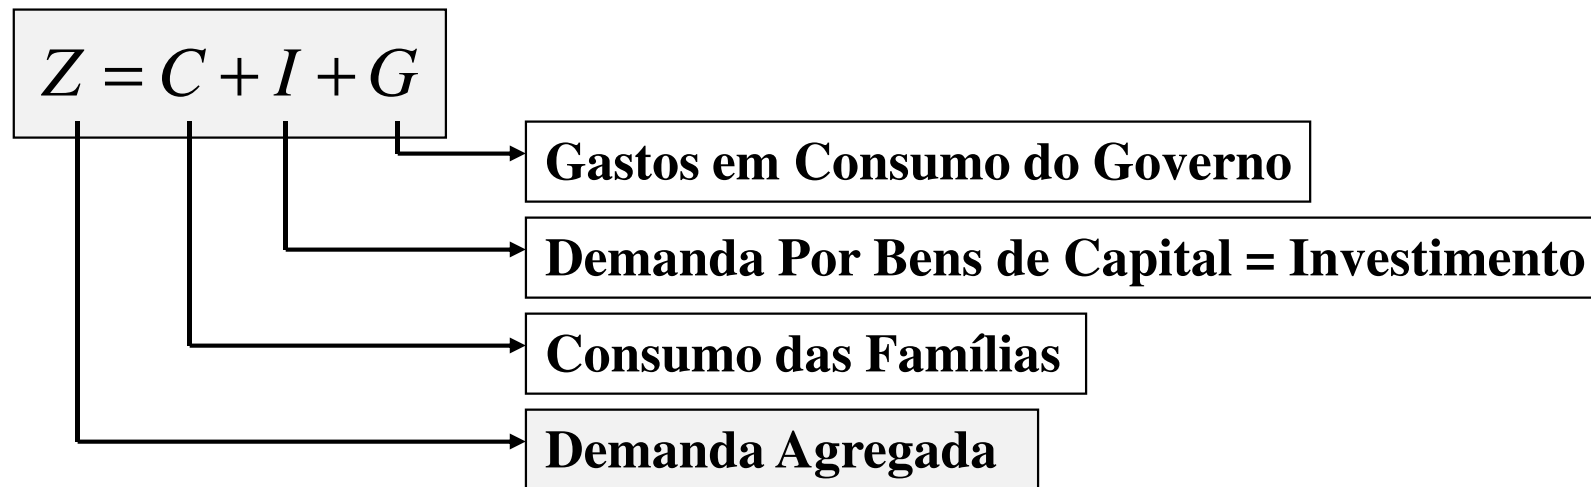 Z = C + I + G
Gastos em Consumo do Governo
Demanda Por Bens de Capital = Investimento
Consumo das Famílias
Demanda Agregada